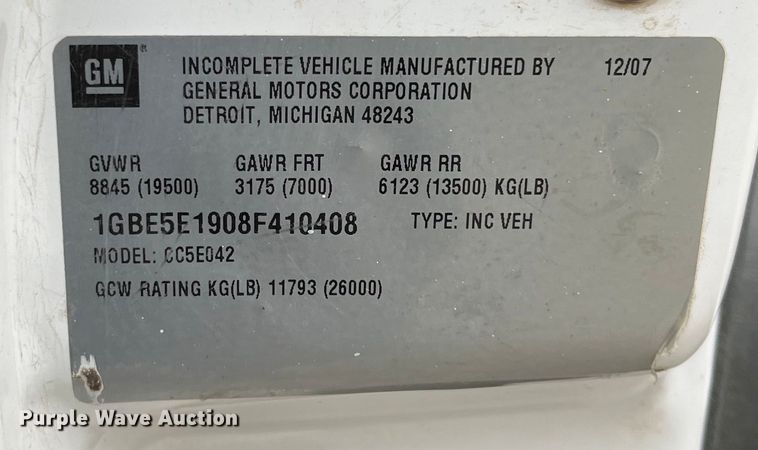 GM
INCOMPLETE VEHICLE MANUFACTURED BY 12/07
GENERAL MOTORS CORPORATION
DETROIT, MICHIGAN 48243
GVWR GAWR FRT GAWR RR
8845 (19500) 3175 (7000) 6123 (13500) KG(LB)
1GBE5E1908F410408 TYPE: INC VEH
MODEL: CC5E042
GCW RATING KG(LB) 11793 (26000)
Purple Wave Auction